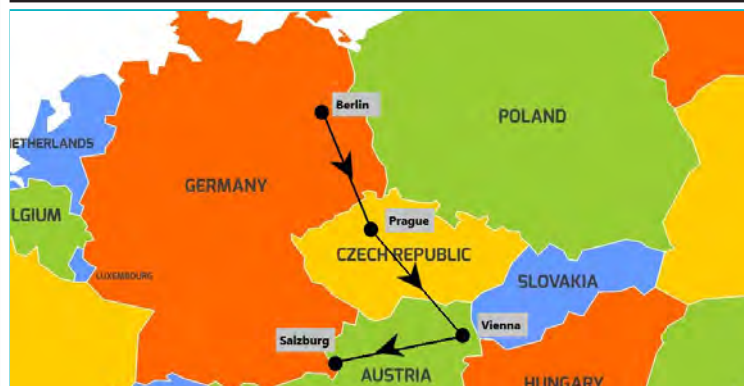 Berlin
POLAND
ETHERLANDS
GERMANY
LGIUM
Prague
CZECH REPUBLIC
LUXEMBOURG
SLOVAKIA
Salzburg
Vienna
AUSTRIA
HUNGARY